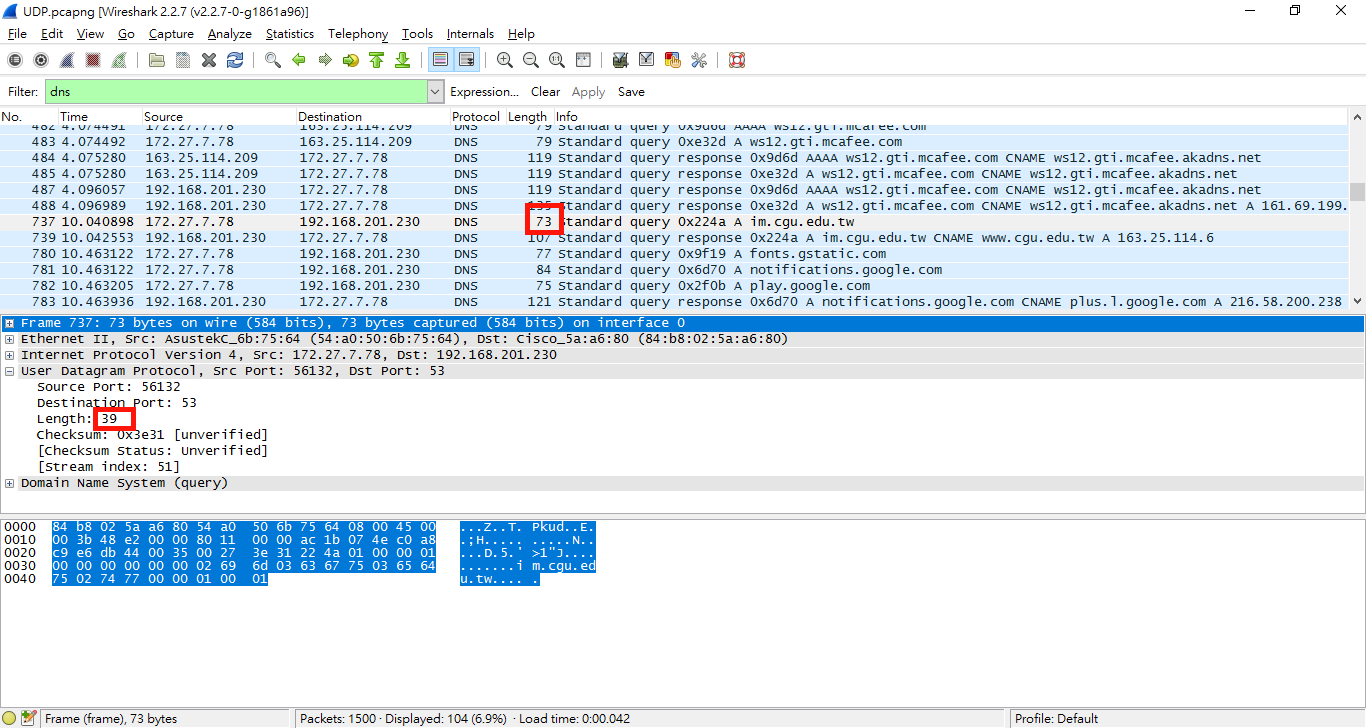 UDP.pcapng [Wireshark 2.2.7 (v2.2.7-0-g1861a96)]
File Edit View Go Capture Analyze Statistics Telephony Tools Internals Help
Filter: dns Expression... Clear Apply Save
No. Time Source Destination Protocol Length Info
482 4.074491 172.27.7.78 163.25.114.209 DNS 79 Standard query 0x9d6d AAAA ws12.gti.mcafee.com
483 4.074492 172.27.7.78 163.25.114.209 DNS 79 Standard query 0xe32d A ws12.gti.mcafee.com
484 4.075280 163.25.114.209 172.27.7.78 DNS 119 Standard query response 0x9d6d AAAA ws12.gti.mcafee.com CNAME ws12.gti.mcafee.akadns.net
485 4.075280 163.25.114.209 172.27.7.78 DNS 119 Standard query response 0xe32d A ws12.gti.mcafee.com CNAME ws12.gti.mcafee.akadns.net
487 4.096057 192.168.201.230 172.27.7.78 DNS 119 Standard query response 0x9d6d AAAA ws12.gti.mcafee.com CNAME ws12.gti.mcafee.akadns.net
488 4.096989 192.168.201.230 172.27.7.78 DNS 135 Standard query response 0xe32d A ws12.gti.mcafee.com CNAME ws12.gti.mcafee.akadns.net A 161.69.199.
737 10.040898 172.27.7.78 192.168.201.230 DNS 73 Standard query 0x224a A im.cgu.edu.tw
739 10.042553 192.168.201.230 172.27.7.78 DNS 107 Standard query response 0x224a A im.cgu.edu.tw CNAME www.cgu.edu.tw A 163.25.114.6
780 10.463122 172.27.7.78 192.168.201.230 DNS 77 Standard query 0x9f19 A fonts.gstatic.com
781 10.463122 172.27.7.78 192.168.201.230 DNS 84 Standard query 0x6d70 A notifications.google.com
782 10.463205 172.27.7.78 192.168.201.230 DNS 75 Standard query 0x2f0b A play.google.com
783 10.463936 192.168.201.230 172.27.7.78 DNS 121 Standard query response 0x6d70 A notifications.google.com CNAME plus.l.google.com A 216.58.200.238
Frame 737: 73 bytes on wire (584 bits), 73 bytes captured (584 bits) on interface 0
Ethernet II, Src: AsustekC_6b:75:64 (54:a0:50:6b:75:64), Dst: Cisco_5a:a6:80 (84:b8:02:5a:a6:80)
Internet Protocol Version 4, Src: 172.27.7.78, Dst: 192.168.201.230
User Datagram Protocol, Src Port: 56132, Dst Port: 53
Source Port: 56132
Destination Port: 53
Length: 39
Checksum: 0x3e31 [unverified]
[Checksum Status: Unverified]
[Stream index: 51]
Domain Name System (query)
0000 84 b8 02 5a a6 80 54 a0 50 6b 75 64 08 00 45 00 ...Z..T. Pkud..E.
0010 00 3b 48 e2 00 00 80 11 00 00 ac 1b 07 4e c0 a8 .;H..... .....N..
0020 c9 e6 db 44 00 35 00 27 3e 31 22 4a 01 00 00 01 ...D.5.' >1"J....
0030 00 00 00 00 00 00 02 69 6d 03 63 67 75 03 65 64 .......i m.cgu.ed
0040 75 02 74 77 00 00 01 00 01 u.tw.... .
Frame (frame), 73 bytes Packets: 1500 · Displayed: 104 (6.9%) · Load time: 0:00.042 Profile: Default